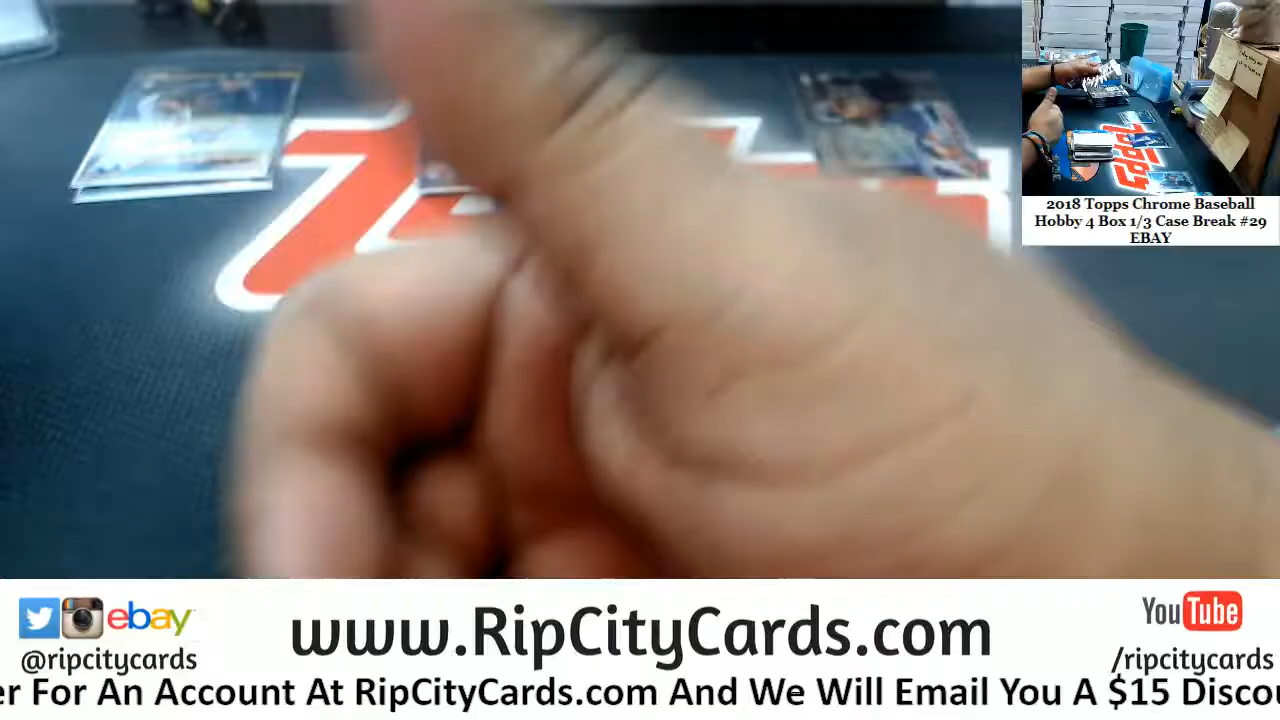 2018 Topps Chrome Baseball
Hobby 4 Box 1/3 Case Break #29
EBAY
Topps
ebay
@ripcitycards
www.RipCityCards.com
YouTube
/ripcitycards
er For An Account At RipCityCards.com And We Will Email You A $15 Discou